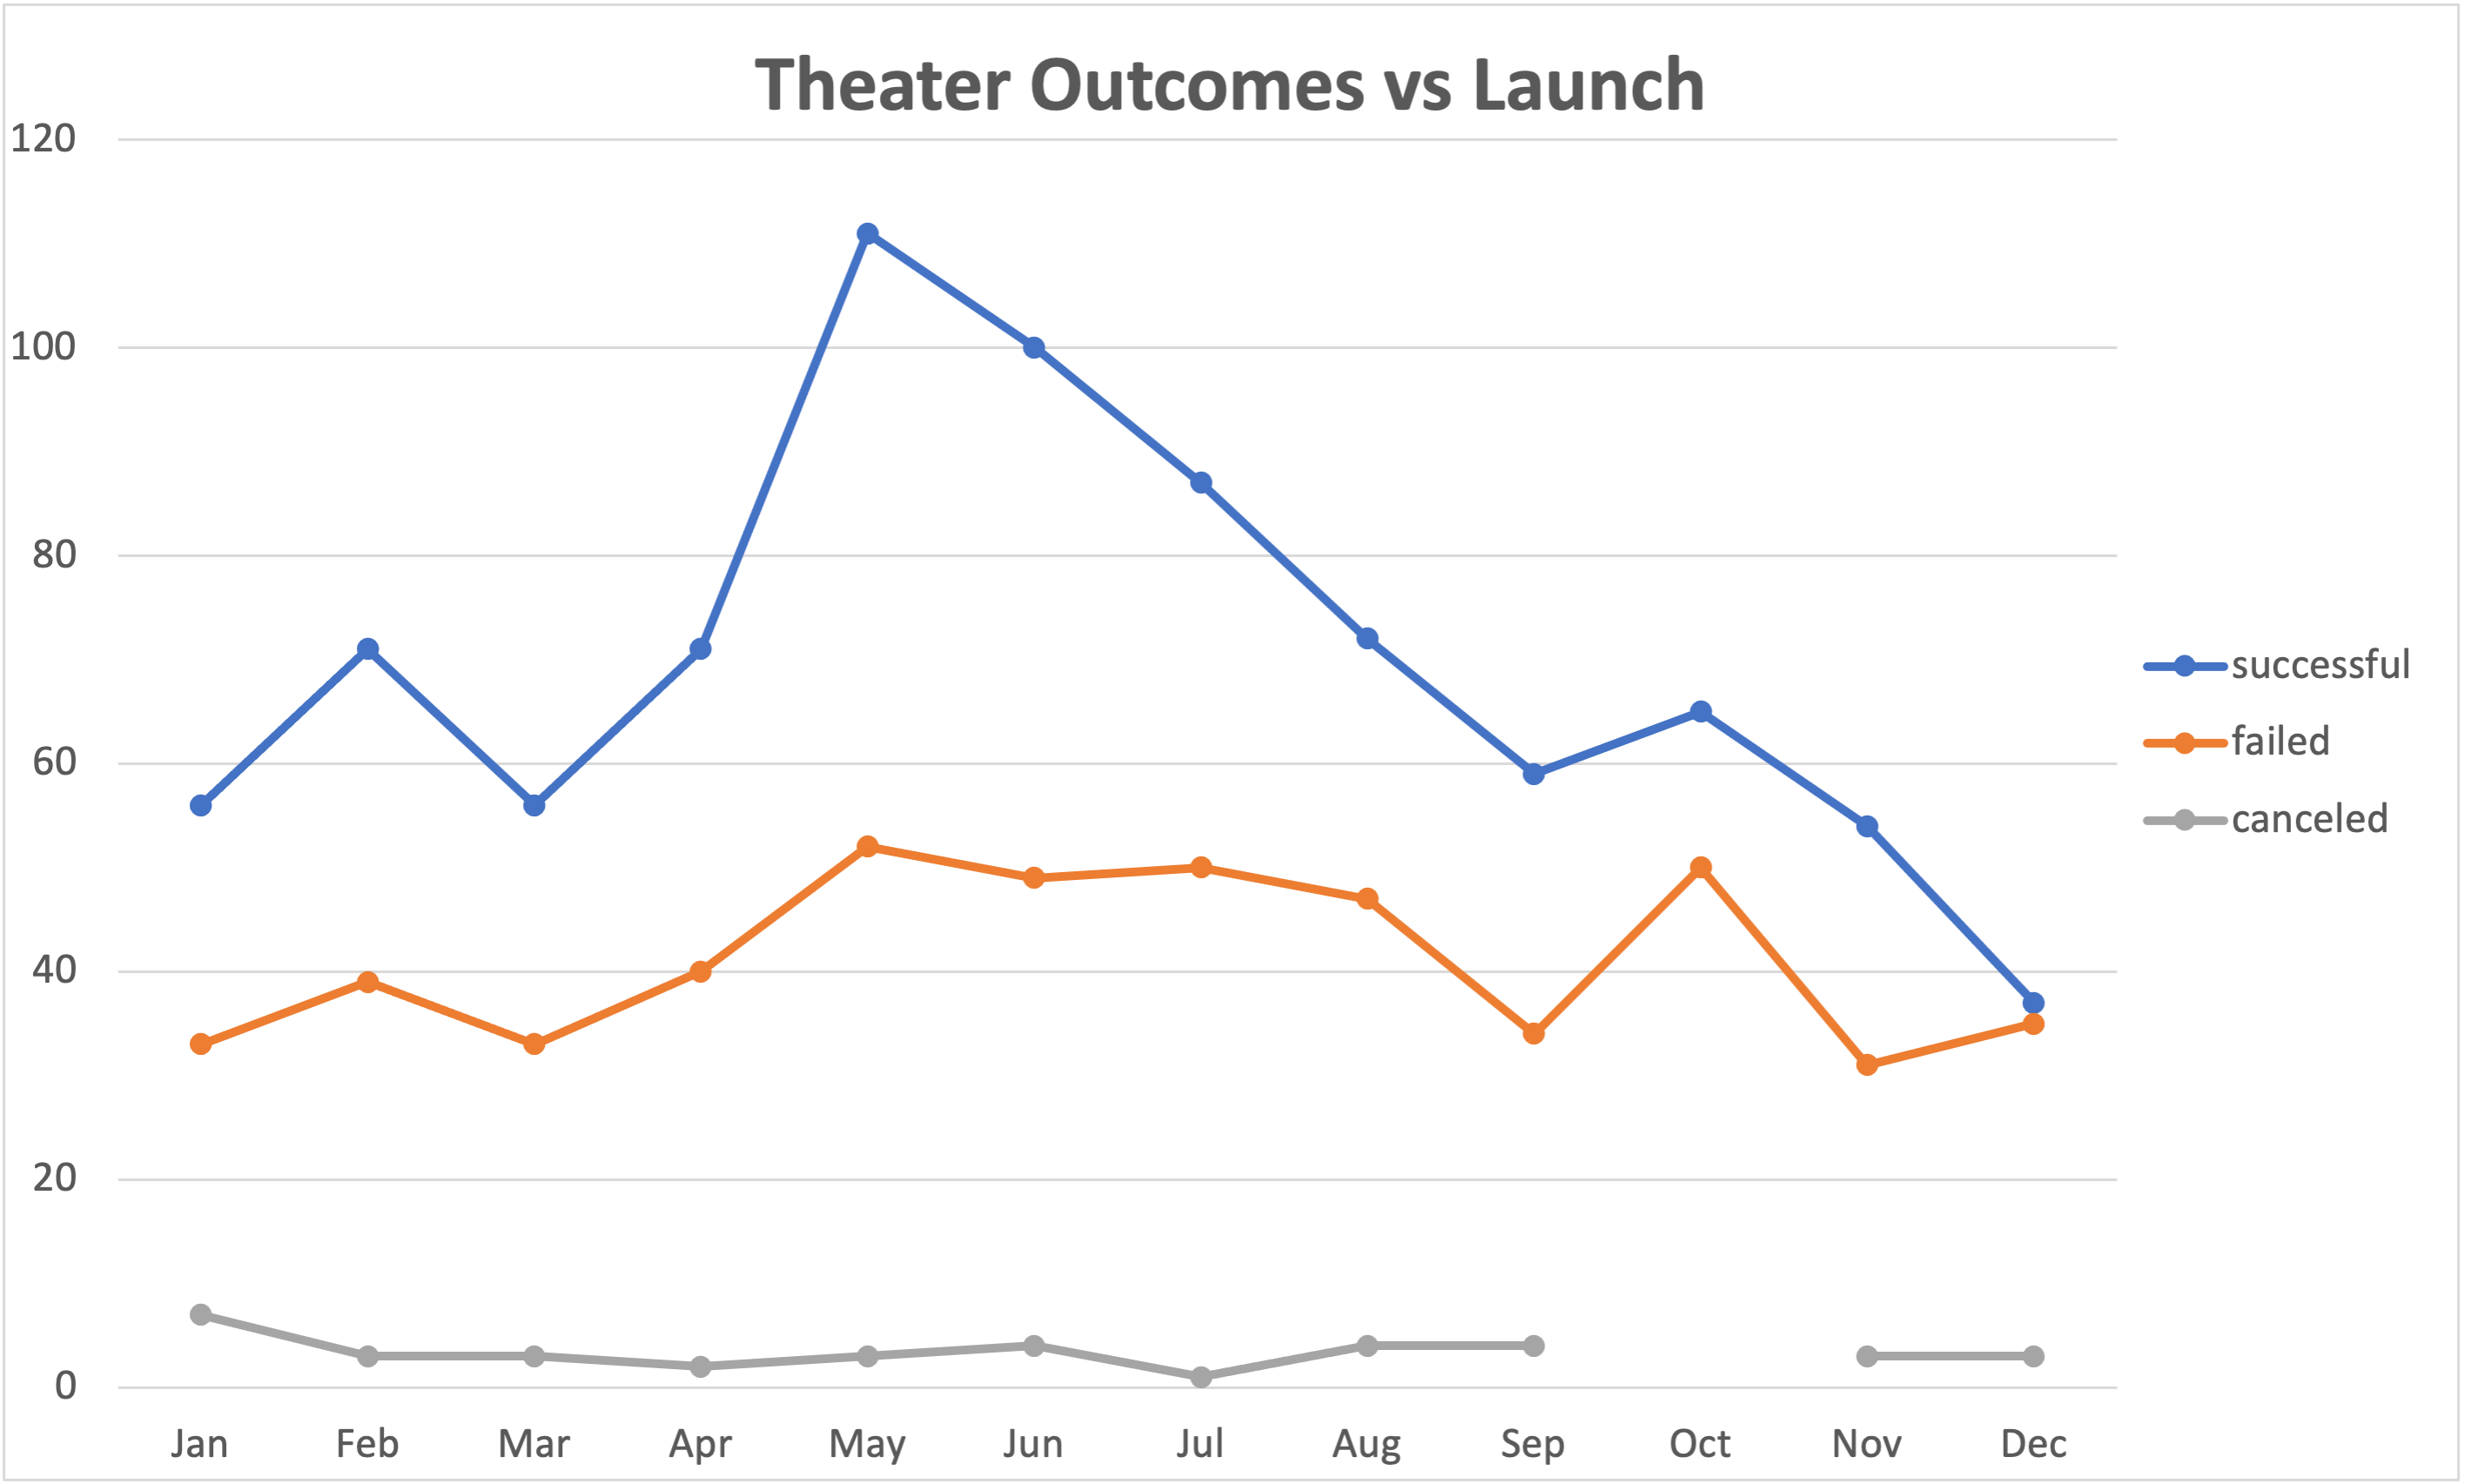 Theater Outcomes vs Launch
120
100
80
60
40
20
0
Jan Feb Mar Apr May Jun Jul Aug Sep Oct Nov Dec
successful
failed
canceled